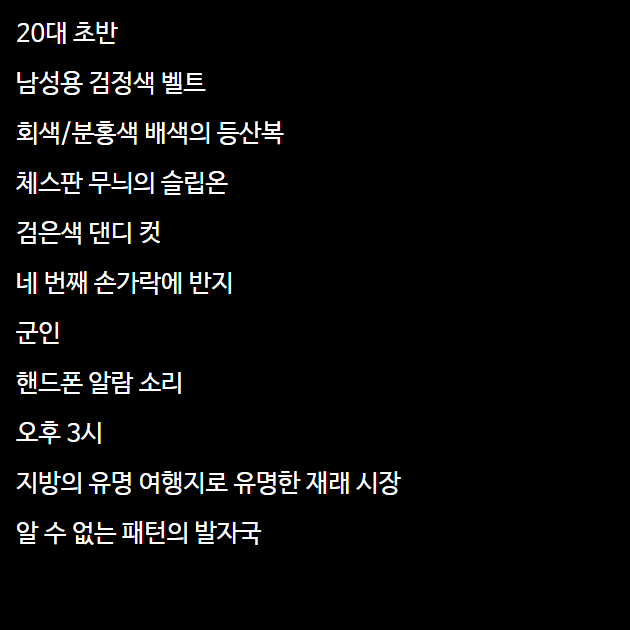 20대 초반
남성용 검정색 벨트
회색/분홍색 배색의 등산복
체스판 무늬의 슬립온
검은색 댄디 컷
네 번째 손가락에 반지
군인
핸드폰 알람 소리
오후 3시
지방의 유명 여행지로 유명한 재래 시장
알 수 없는 패턴의 발자국